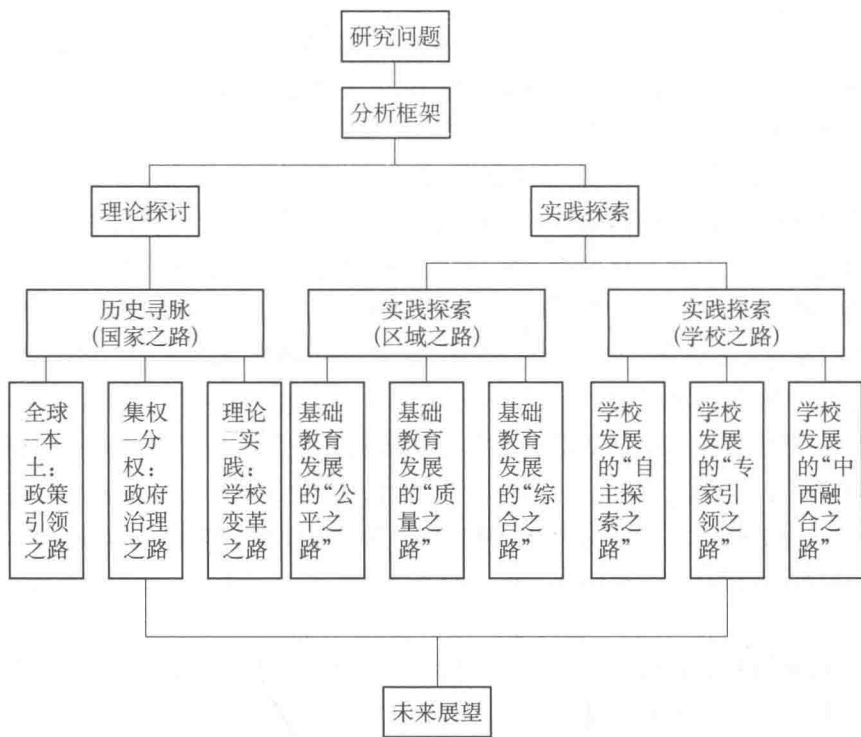 研究问题
分析框架
理论探讨
实践探索
历史寻脉
(国家之路)
实践探索
(区域之路)
实践探索
(学校之路)
全球
—本
土：
政策
引领
之路
集权
—分
权：
政府
治理
之路
理论
—实
践：
学校
变革
之路
基础
教育
发展
的“公
平之
路”
基础
教育
发展
的“质
量之
路”
基础
教育
发展
的“综
合之
路”
学校
发展
的“自
主探
索之
路”
学校
发展
的“专
家引
领之
路”
学校
发展
的“中
西融
合之
路”
未来展望